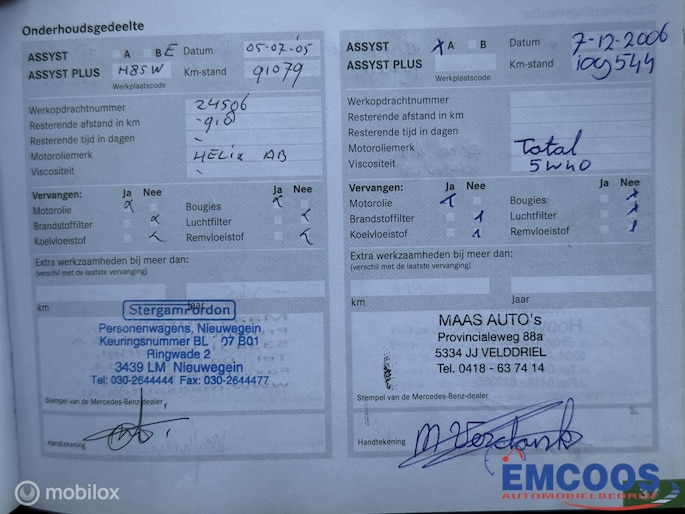 Onderhoudsgedeelte
ASSYST A B E Datum 05-07-'05
ASSYST PLUS H85W Km-stand 91079
Werkplaatscode
Werkopdrachtnummer 24506
Resterende afstand in km -910
Resterende tijd in dagen -
Motoroliemerk HELIX AB
Viscositeit -
Vervangen: Ja Nee Ja Nee
Motorolie Bougies
Brandstoffilter Luchtfilter
Koelvloeistof Remvloeistof
Extra werkzaamheden bij meer dan:
(verschil met de laatste vervanging)
km Jaar
StergamPordon
Personenwagens, Nieuwegein
Keuringsnummer BL 07 B01
Ringwade 2
3439 LM Nieuwegein
Tel: 030-2644444 Fax: 030-2644477
Stempel van de Mercedes-Benz-dealer
Handtekening
ASSYST x A B Datum 7-12-2006
ASSYST PLUS Km-stand 109544
Werkplaatscode
Werkopdrachtnummer
Resterende afstand in km
Resterende tijd in dagen
Motoroliemerk Total
Viscositeit 5W40
Vervangen: Ja Nee Ja Nee
Motorolie Bougies
Brandstoffilter Luchtfilter
Koelvloeistof Remvloeistof
Extra werkzaamheden bij meer dan:
(verschil met de laatste vervanging)
km Jaar
MAAS AUTO's
Provincialeweg 88a
5334 JJ VELDDRIEL
Tel. 0418 - 63 74 14
Stempel van de Mercedes-Benz-dealer
Handtekening
mobilox
EMCOOS
AUTOMOBIELBEDRIJF